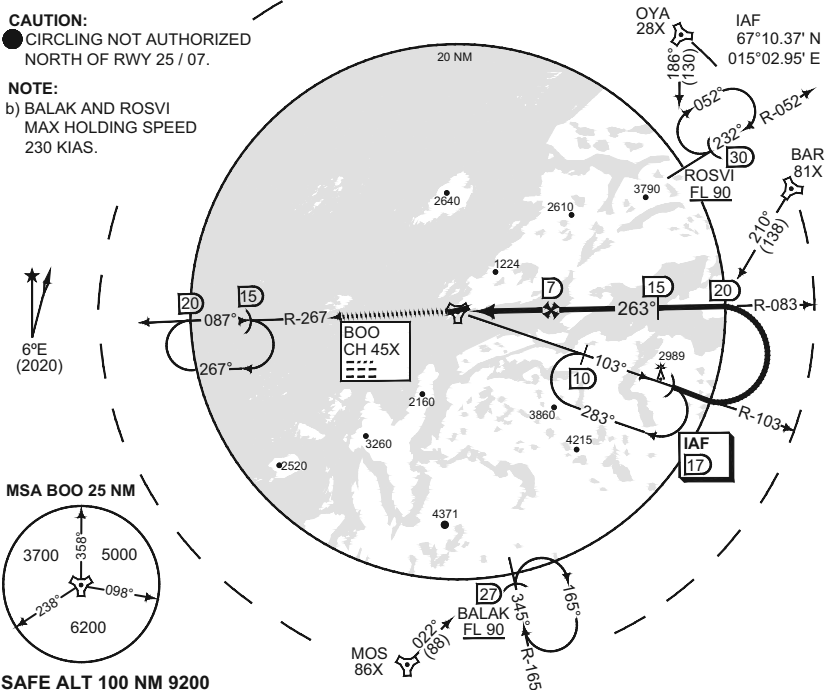 CAUTION:
CIRCLING NOT AUTHORIZED
NORTH OF RWY 25 / 07.
NOTE:
b) BALAK AND ROSVI
MAX HOLDING SPEED
230 KIAS.
20 NM
OYA
28X
IAF
67°10.37' N
015°02.95' E
186°
(130)
052°
R-052
232°
30
ROSVI
FL 90
BAR
81X
210°
(138)
3790
2640
2610
1224
7
15
20
263°
R-083
20
15
087°
R-267
267°
BOO
CH 45X
6°E
(2020)
103°
2989
10
283°
R-103
IAF
17
2160
3860
3260
4215
2520
4371
MSA BOO 25 NM
3700
358°
5000
098°
238°
6200
27
BALAK
FL 90
345°
165°
R-165
022°
(88)
MOS
86X
SAFE ALT 100 NM 9200